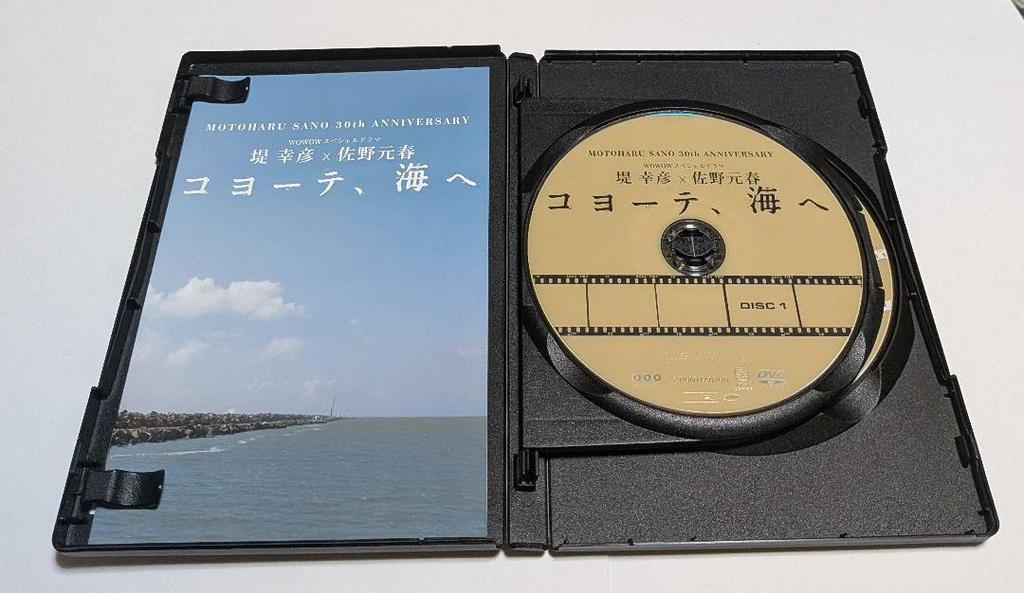 MOTOHARU SANO 30th ANNIVERSARY
WOWOWスペシャルドラマ
堤 幸彦×佐野元春
コヨーテ、海へ
MOTOHARU SANO 30th ANNIVERSARY
WOWOWスペシャルドラマ
堤 幸彦×佐野元春
コヨーテ、海へ
DISC 1
PONY CANYON
DVD